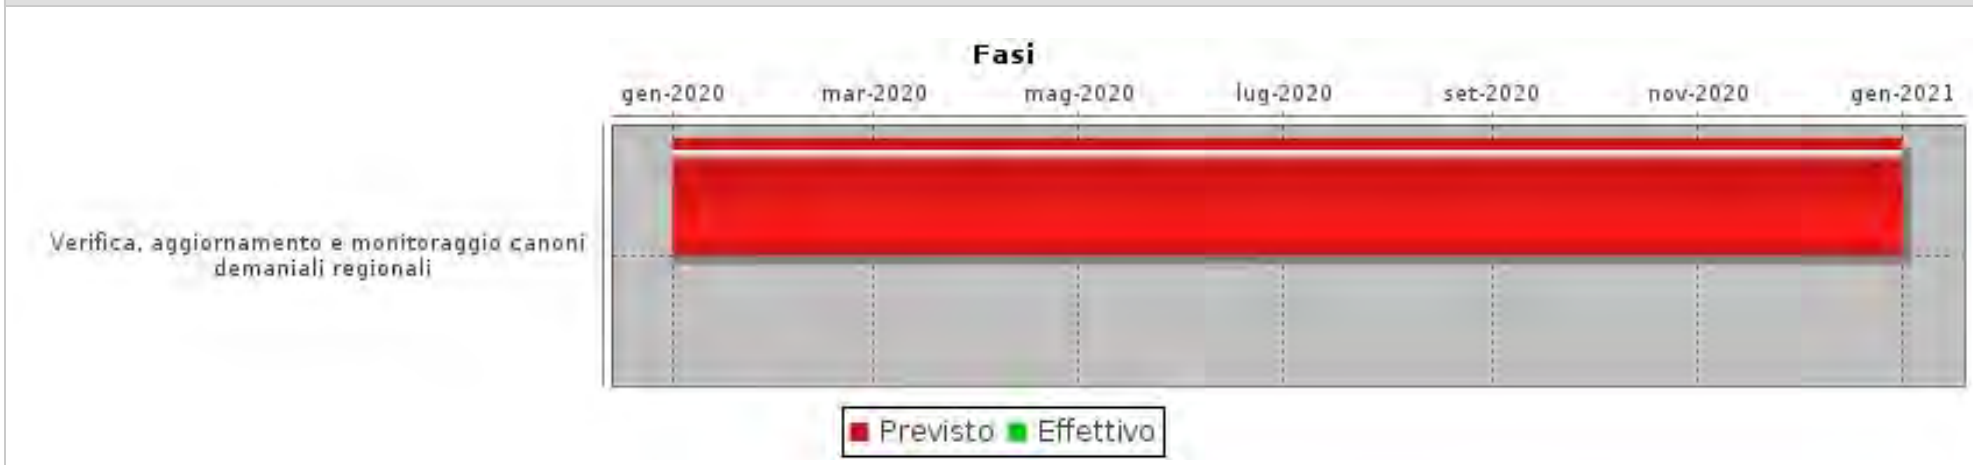 Fasi
gen-2020 mar-2020 mag-2020 lug-2020 set-2020 nov-2020 gen-2021
Verifica, aggiornamento e monitoraggio canoni
demaniali regionali
Previsto Effettivo